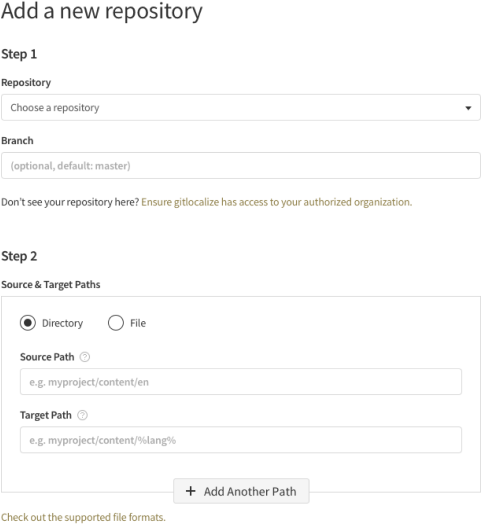 Add a new repository
Step 1
Repository
Choose a repository
Branch
(optional, default: master)
Don't see your repository here? Ensure gitlocalize has access to your authorized organization.
Step 2
Source & Target Paths
Directory File
Source Path ?
e.g. myproject/content/en
Target Path ?
e.g. myproject/content/%lang%
+ Add Another Path
Check out the supported file formats.